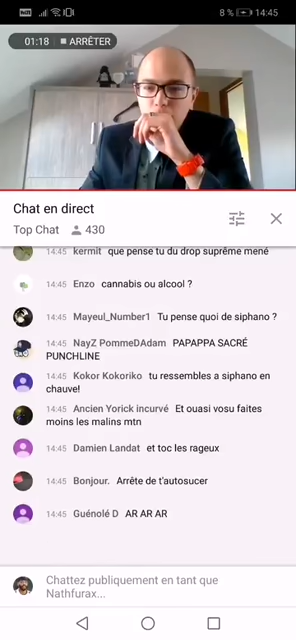 8 % 14:45
01:18 ARRÊTER
Chat en direct
Top Chat 430
14:45 kermit que pense tu du drop suprême mené
14:45 Enzo cannabis ou alcool ?
14:45 Mayeul_Number1 Tu pense quoi de siphano ?
14:45 NayZ PommeDAdam PAPAPPA SACRÉ
PUNCHLINE
14:45 Kokor Kokoriko tu ressembles a siphano en
chauve!
14:45 Ancien Yorick incurvé Et ouasi vosu faites
moins les malins mtn
14:45 Damien Landat et toc les rageux
14:45 Bonjour. Arrête de t'autosucer
14:45 Guénolé D AR AR AR
Chattez publiquement en tant que
Nathfurax...